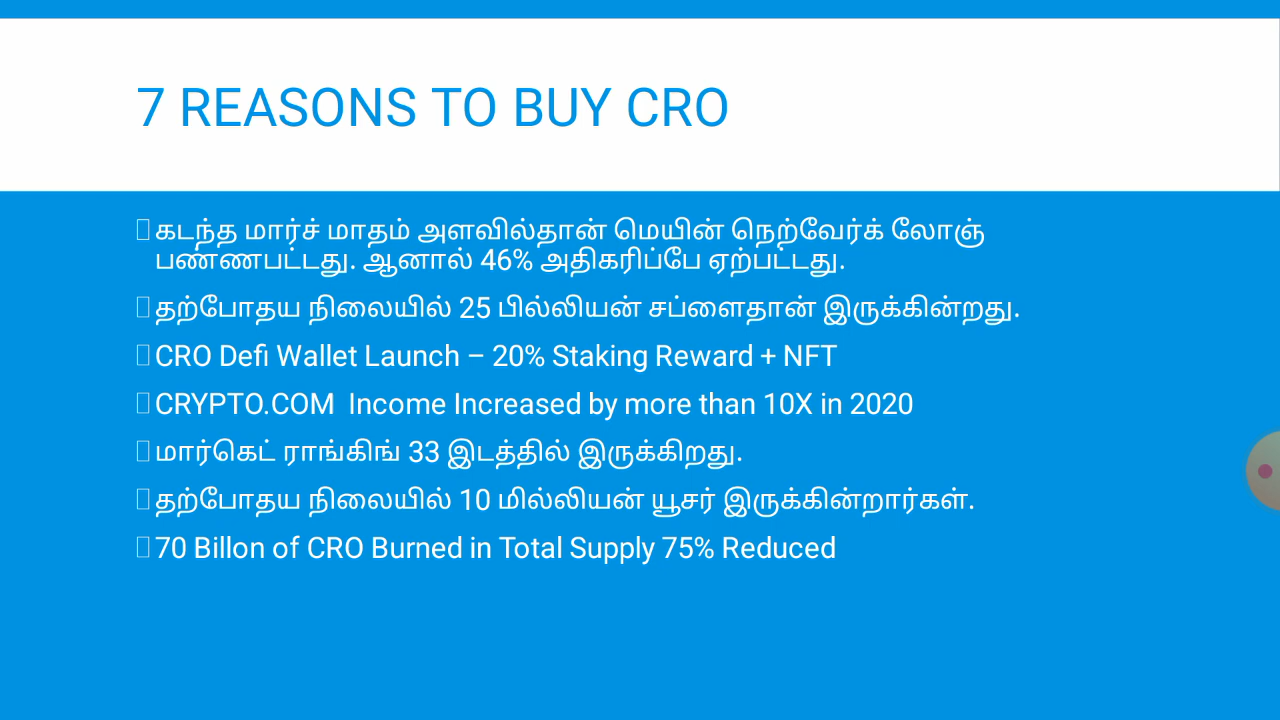 7 REASONS TO BUY CRO
கடந்த மார்ச் மாதம் அளவில்தான் மெயின் நெற்வேர்க் லோஞ்
பண்ணபட்டது. ஆனால் 46% அதிகரிப்பே ஏற்பட்டது.
தற்போதய நிலையில் 25 பில்லியன் சப்ளைதான் இருக்கின்றது.
CRO Defi Wallet Launch – 20% Staking Reward + NFT
CRYPTO.COM  Income Increased by more than 10X in 2020
மார்கெட் ராங்கிங் 33 இடத்தில் இருக்கிறது.
தற்போதய நிலையில் 10 மில்லியன் யூசர் இருக்கின்றார்கள்.
70 Billon of CRO Burned in Total Supply 75% Reduced